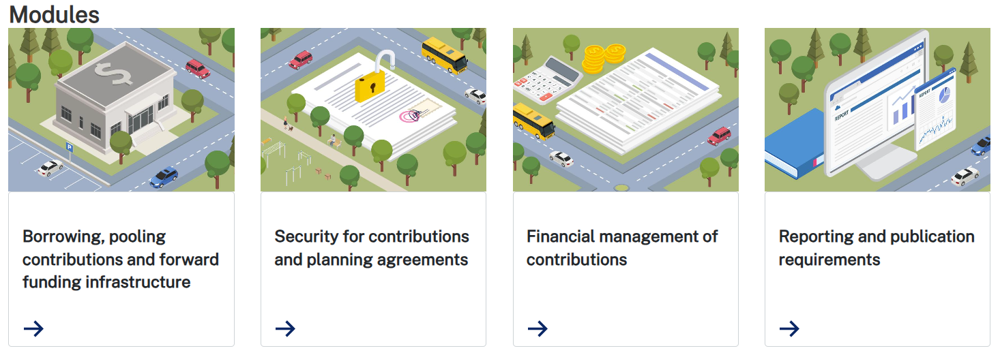 Modules
$
P
REPORT
REPORT
Borrowing, pooling
contributions and forward
funding infrastructure
Security for contributions
and planning agreements
Financial management of
contributions
Reporting and publication
requirements